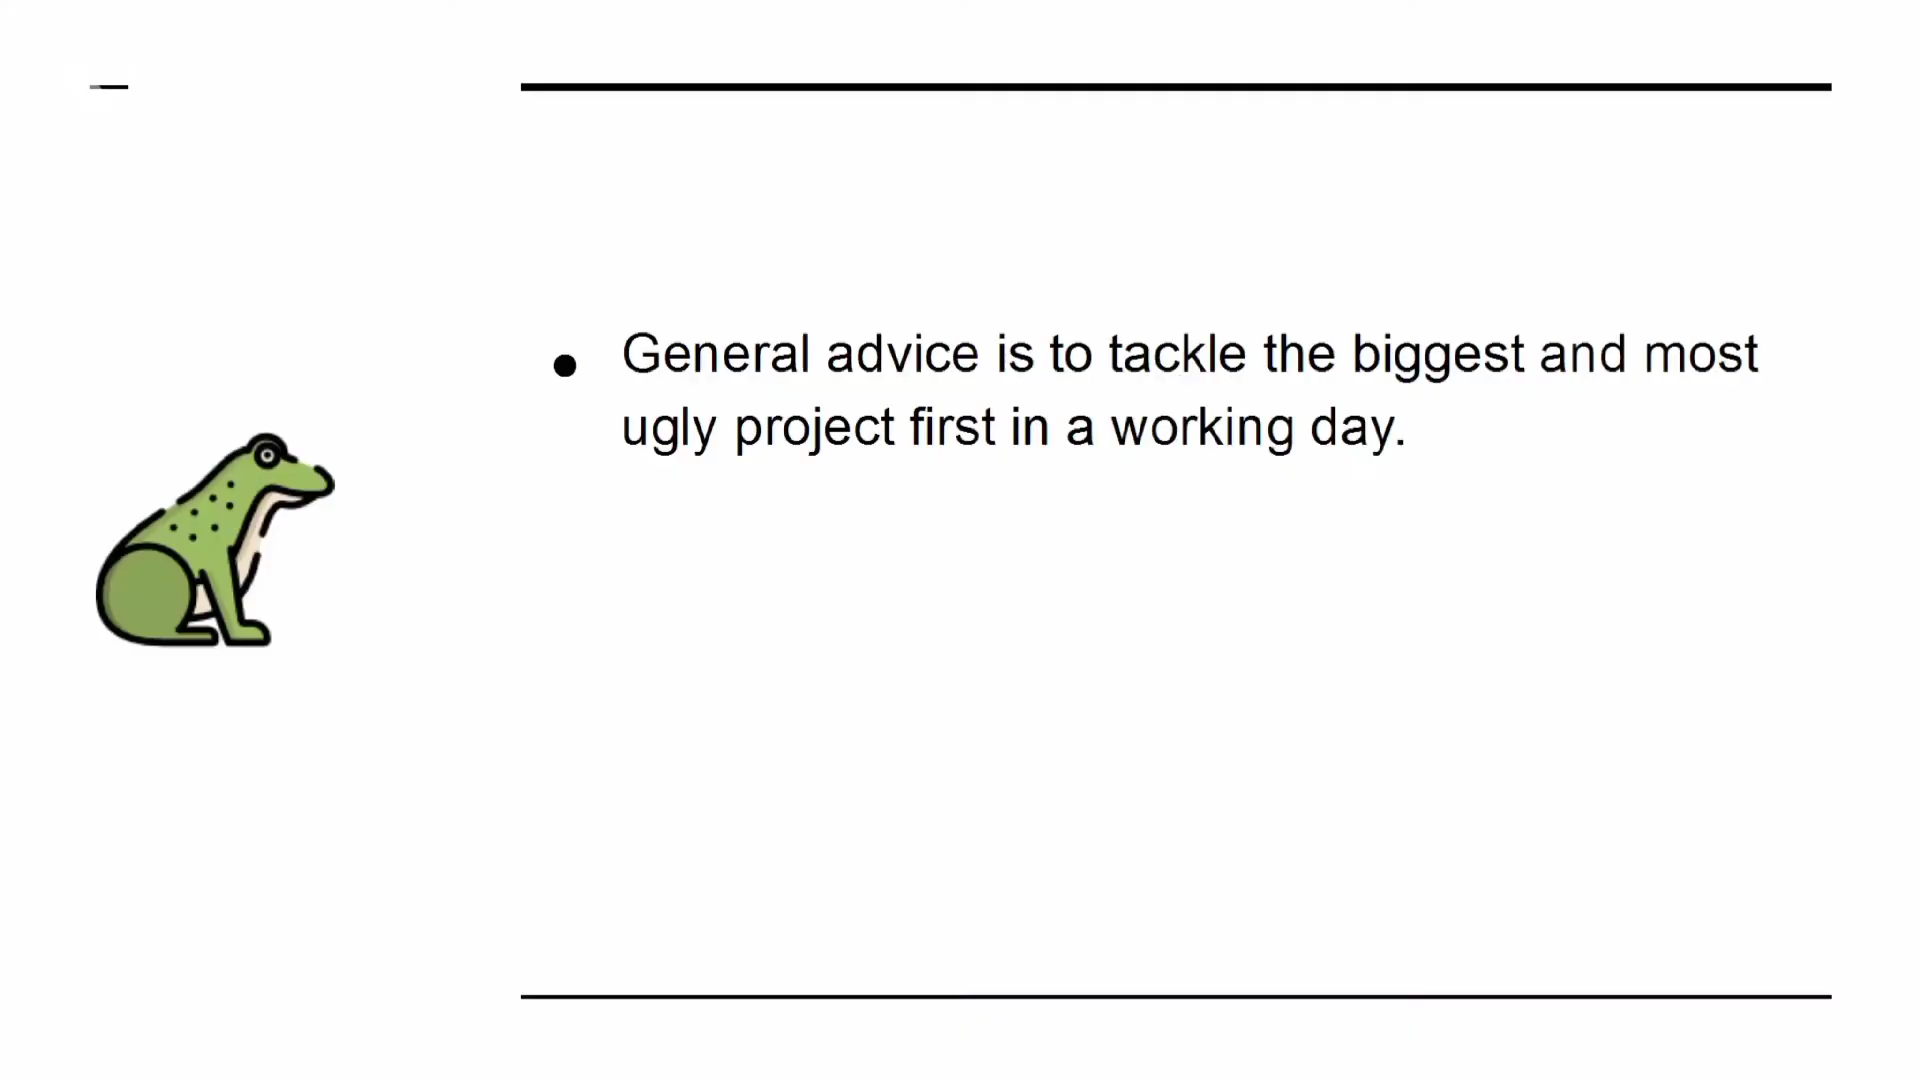 General advice is to tackle the biggest and most
ugly project first in a working day.